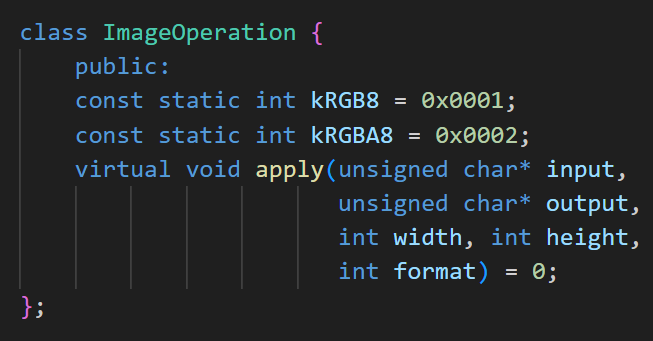 class ImageOperation {
    public:
    const static int kRGB8 = 0x0001;
    const static int kRGBA8 = 0x0002;
    virtual void apply(unsigned char* input,
                       unsigned char* output,
                       int width, int height,
                       int format) = 0;
};